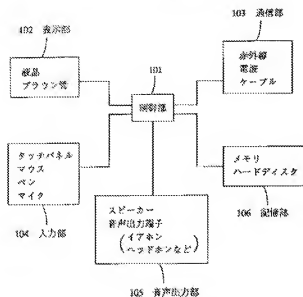 102 表示部
液晶
ブラウン管
103 通信部
赤外線
電波
ケーブル
101
制御部
タッチパネル
マウス
ペン
マイク
104 入力部
スピーカー
音声出力端子
(イアホン
ヘッドホンなど)
105 音声出力部
メモリ
ハードディスク
106 記憶部